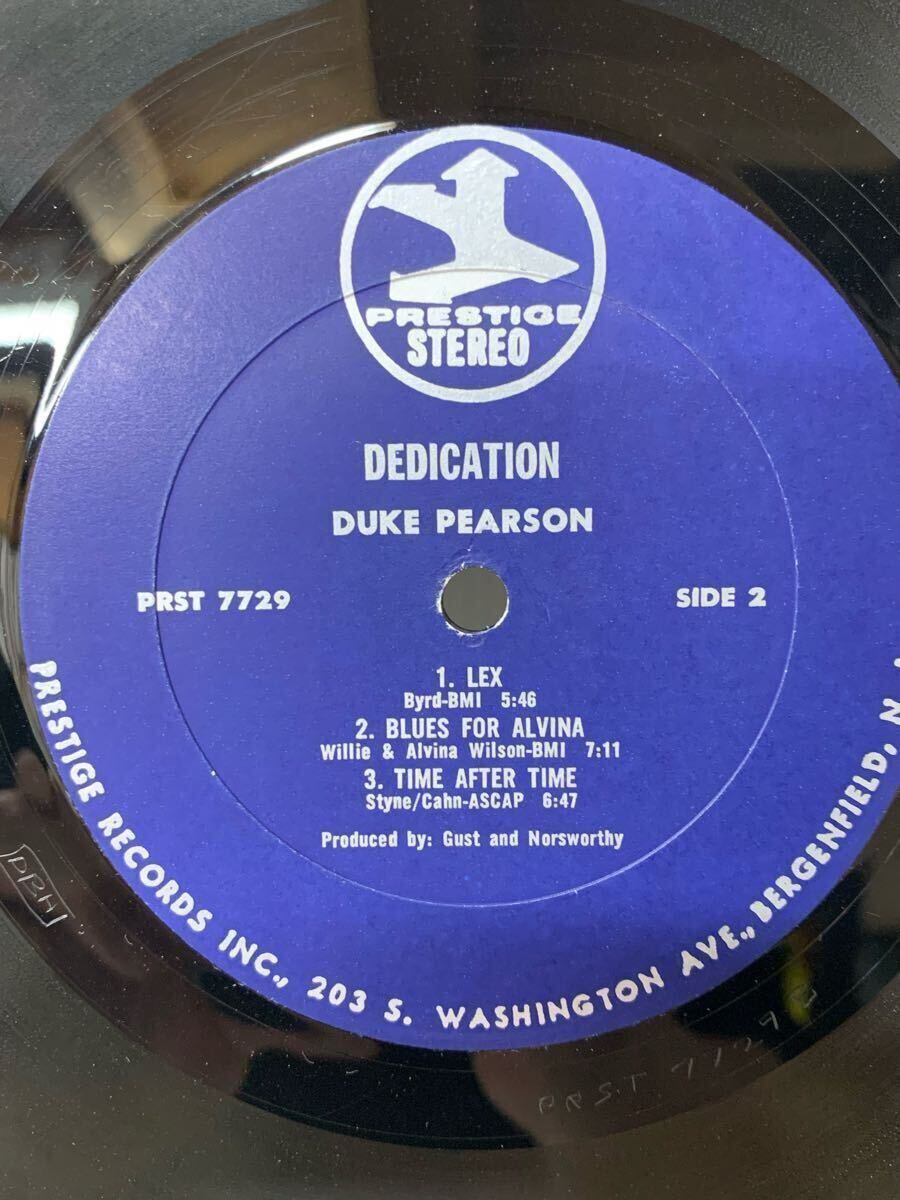 PRESTIGE
STEREO
DEDICATION
DUKE PEARSON
PRST 7729
SIDE 2
1. LEX
Byrd-BMI 5:46
2. BLUES FOR ALVINA
Willie & Alvina Wilson-BMI 7:11
3. TIME AFTER TIME
Styne/Cahn-ASCAP 6:47
Produced by: Gust and Norsworthy
PRESTIGE RECORDS INC., 203 S. WASHINGTON AVE., BERGENFIELD, N.
DBH
PRST